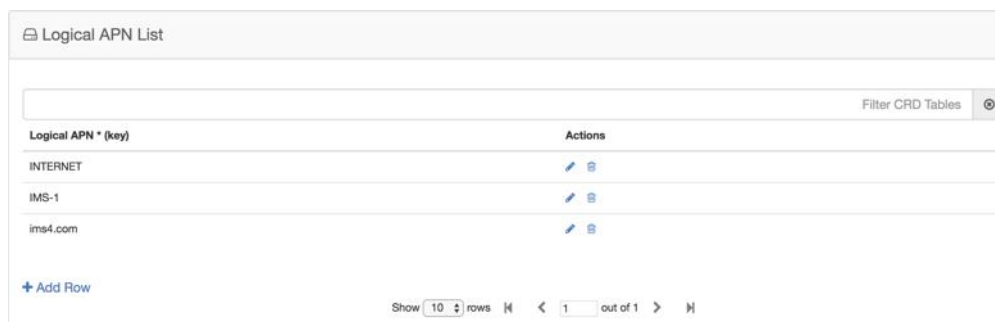 Logical APN List
Filter CRD Tables
Logical APN * (key) Actions
INTERNET
IMS-1
ims4.com
+ Add Row
Show 10 rows 1 out of 1